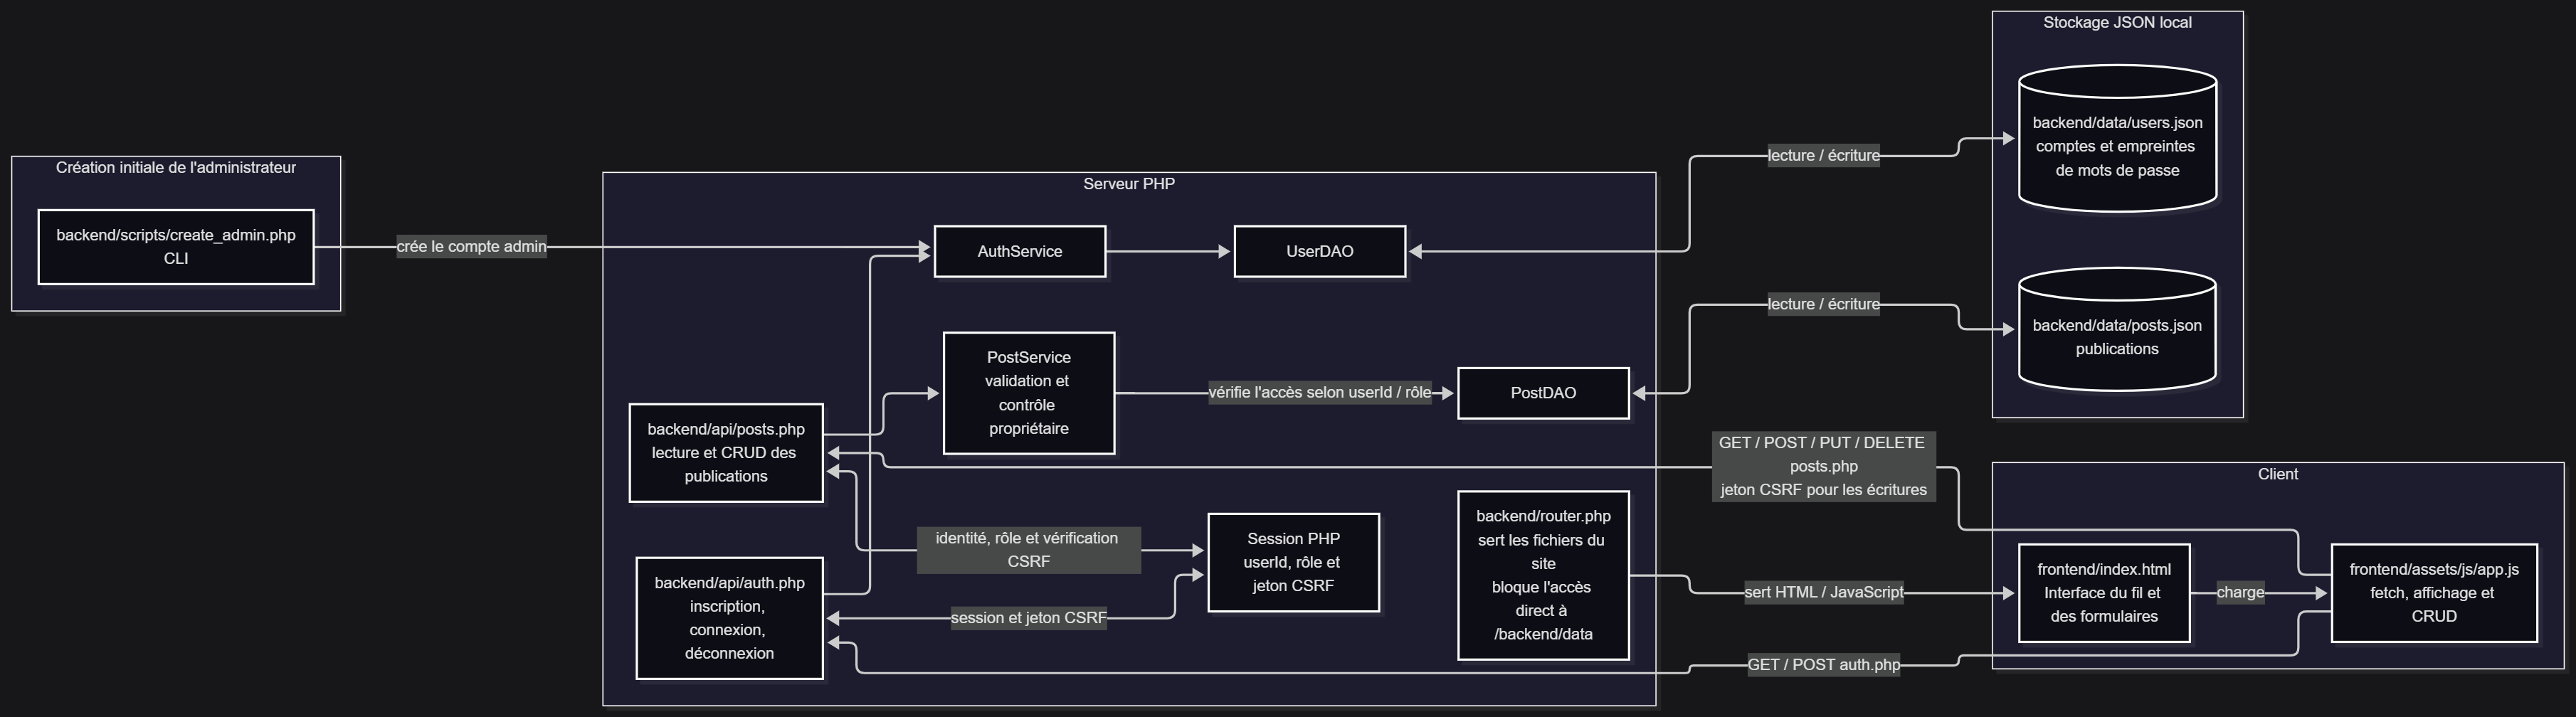 Création initiale de l'administrateur
backend/scripts/create_admin.php
CLI
crée le compte admin
Serveur PHP
AuthService
UserDAO
PostService
validation et
contrôle
propriétaire
vérifie l'accès selon userId / rôle
PostDAO
backend/api/posts.php
lecture et CRUD des
publications
identité, rôle et vérification
CSRF
Session PHP
userId, rôle et
jeton CSRF
backend/api/auth.php
inscription,
connexion,
déconnexion
session et jeton CSRF
backend/router.php
sert les fichiers du
site
bloque l'accès
direct à
/backend/data
lecture / écriture
lecture / écriture
Stockage JSON local
backend/data/users.json
comptes et empreintes
de mots de passe
backend/data/posts.json
publications
GET / POST / PUT / DELETE
posts.php
jeton CSRF pour les écritures
sert HTML / JavaScript
GET / POST auth.php
Client
frontend/index.html
Interface du fil et
des formulaires
charge
frontend/assets/js/app.js
fetch, affichage et
CRUD